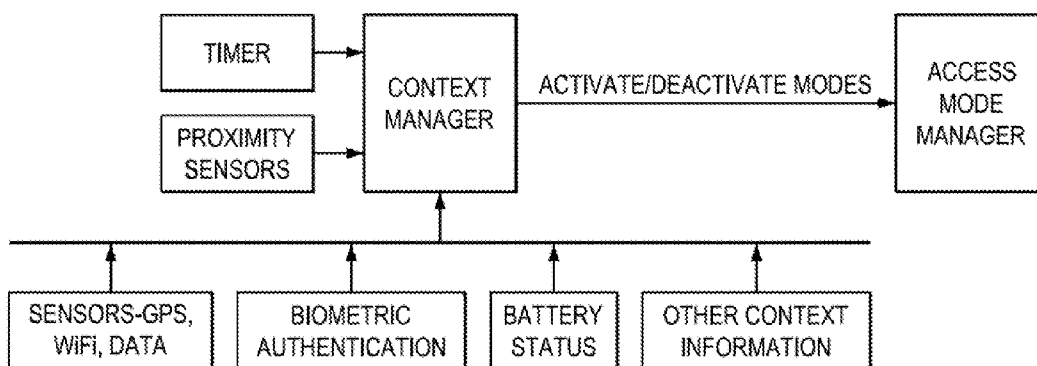 TIMER
PROXIMITY
SENSORS
CONTEXT
MANAGER
ACTIVATE/DEACTIVATE MODES
ACCESS
MODE
MANAGER
SENSORS-GPS,
WiFi, DATA
BIOMETRIC
AUTHENTICATION
BATTERY
STATUS
OTHER CONTEXT
INFORMATION